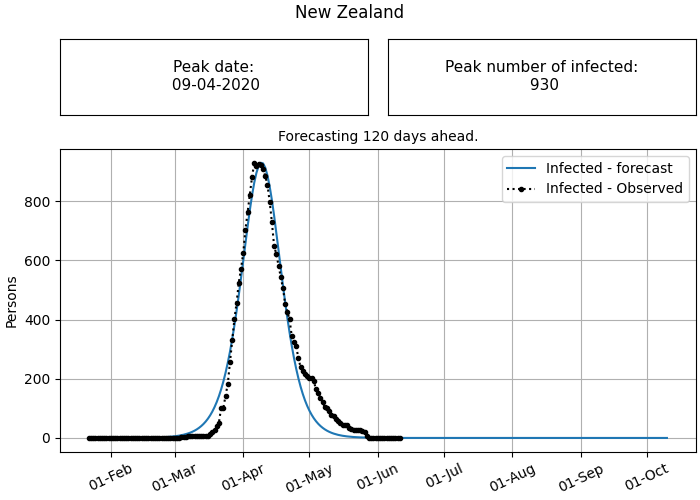 New Zealand
Peak date:
09-04-2020
Peak number of infected:
930
Forecasting 120 days ahead.
Infected - forecast
Infected - Observed
Persons
800
600
400
200
0
01-Feb
01-Mar
01-Apr
01-May
01-Jun
01-Jul
01-Aug
01-Sep
01-Oct